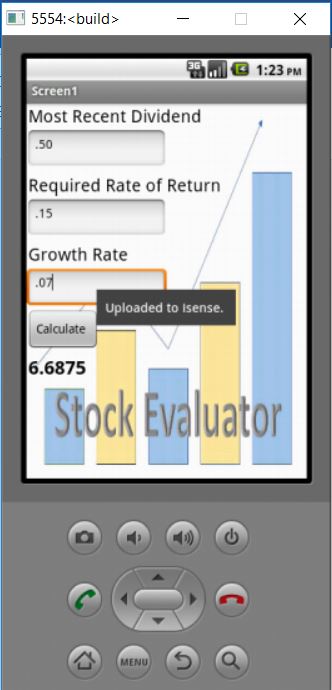 5554:<build>
3G
1:23 PM
Screen1
Most Recent Dividend
.50
Required Rate of Return
.15
Growth Rate
.07
Uploaded to isense.
Calculate
6.6875
Stock Evaluator
MENU